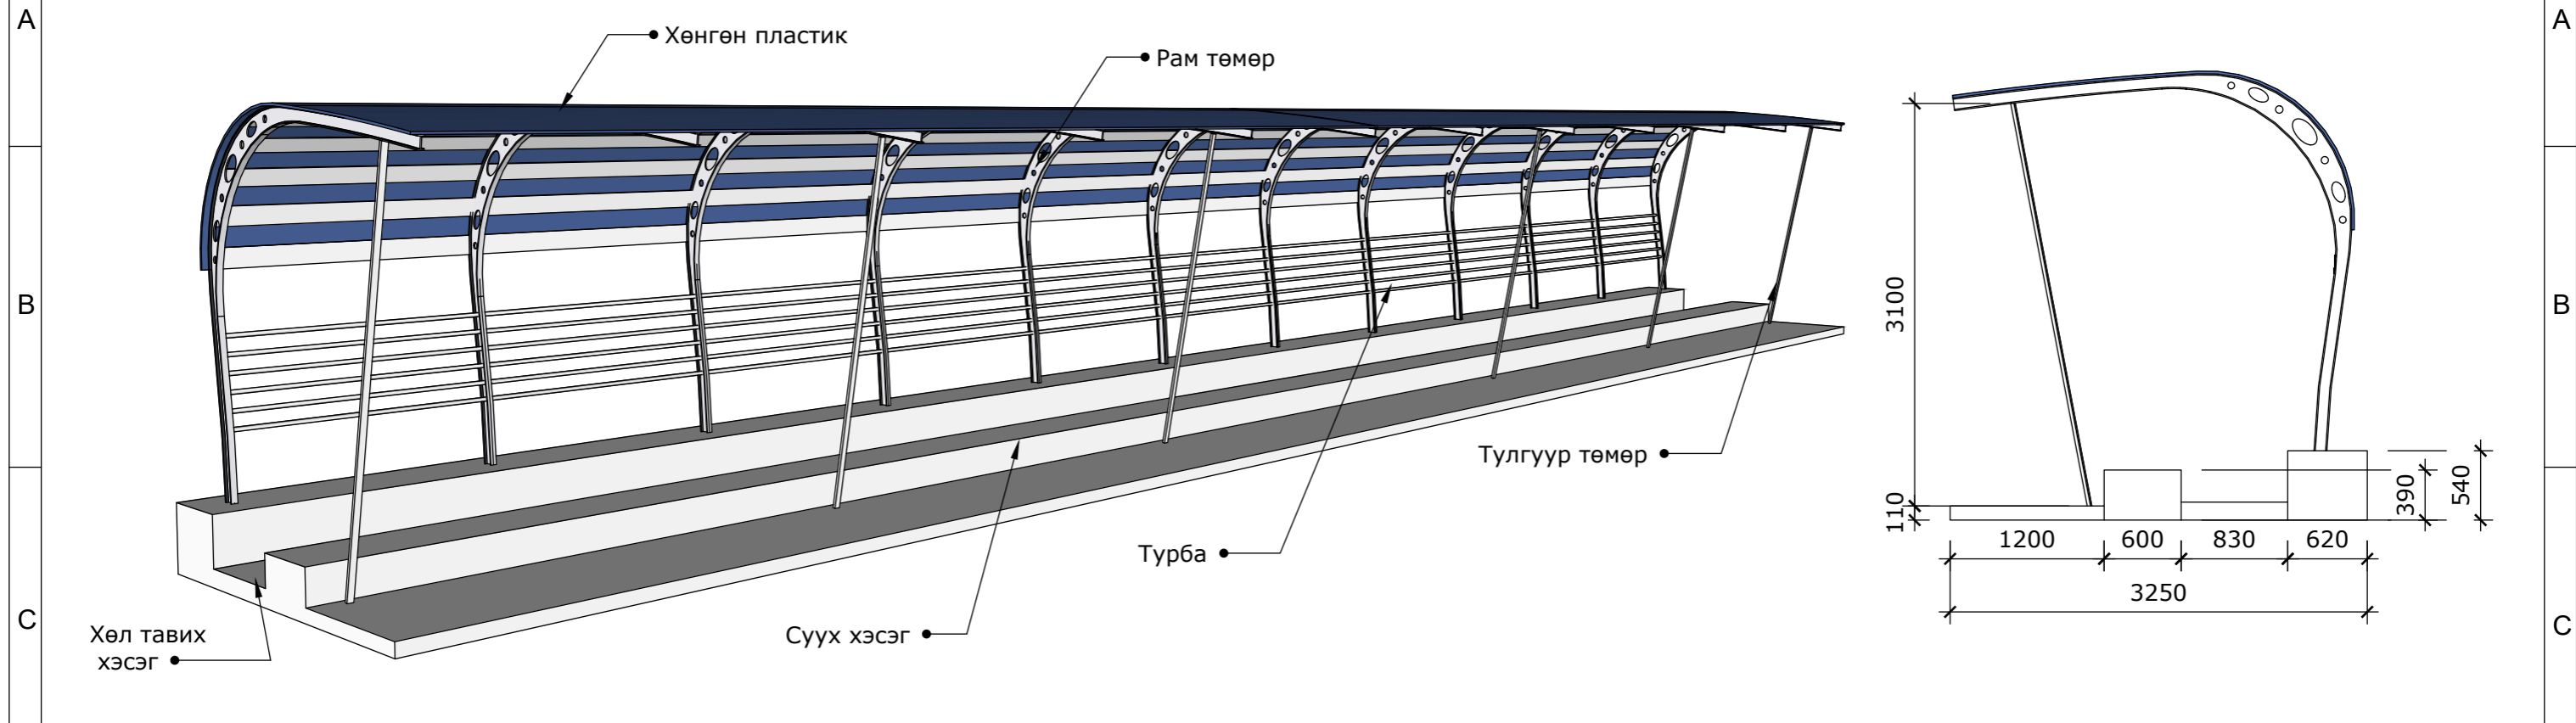 A
A
Хөнгөн пластик
Рам төмөр
B
B
3100
Тулгуур төмөр
110
390
540
1200
600
830
620
Турба
3250
C
C
Хөл тавих
хэсэг
Суух хэсэг